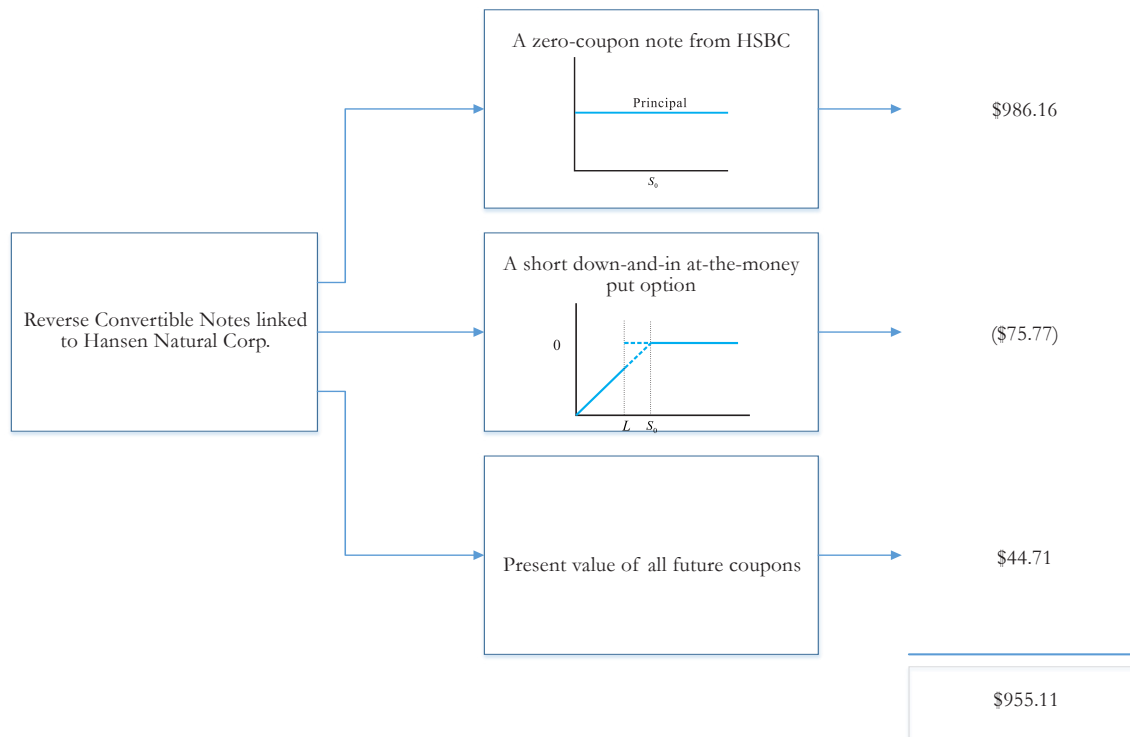 A zero-coupon note from HSBC
Principal
S₀
$986.16
Reverse Convertible Notes linked
to Hansen Natural Corp.
A short down-and-in at-the-money
put option
0
L S₀
($75.77)
Present value of all future coupons
$44.71
$955.11